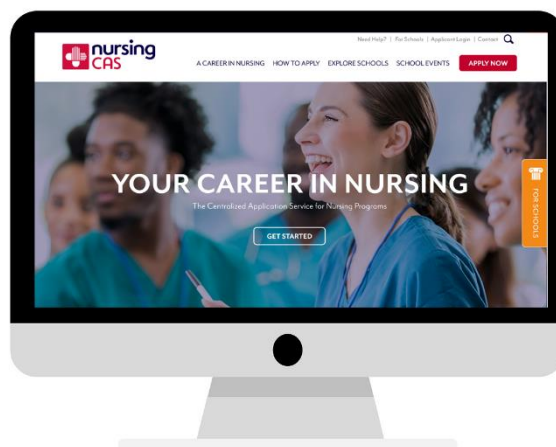 Need Help? | For Schools | Applicant Login | Contact
nursing
CAS
A CAREER IN NURSING HOW TO APPLY EXPLORE SCHOOLS SCHOOL EVENTS APPLY NOW
YOUR CAREER IN NURSING
The Centralized Application Service for Nursing Programs
GET STARTED
FOR SCHOOLS